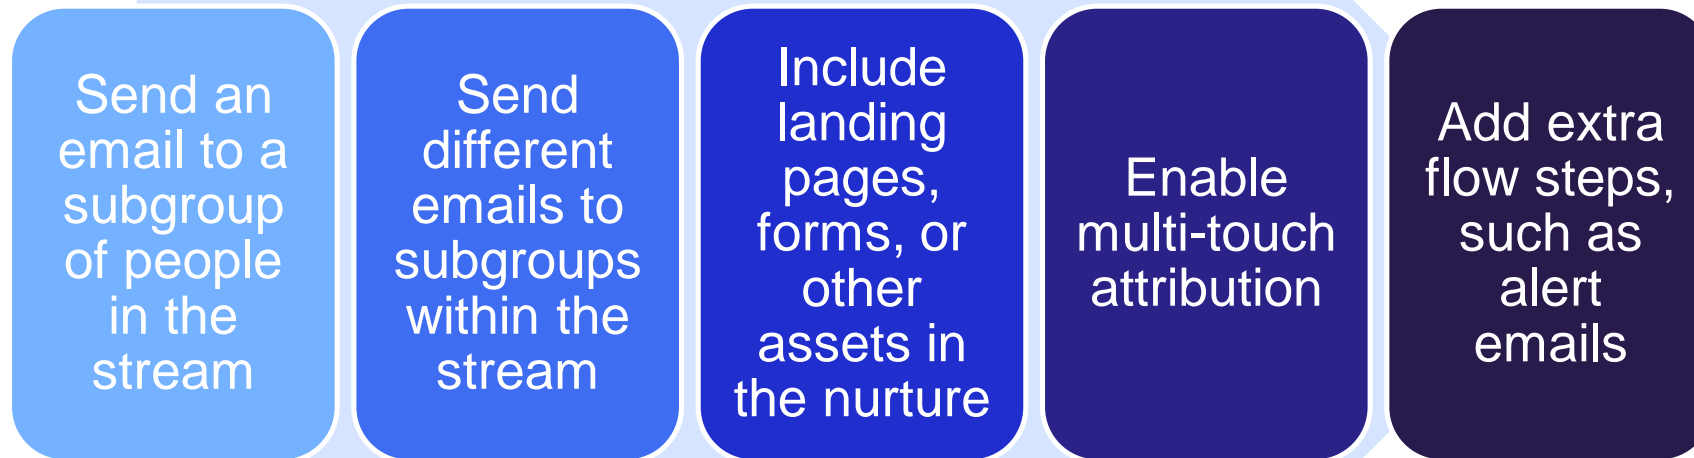 Send an
email to a
subgroup
of people
in the
stream
Send
different
emails to
subgroups
within the
stream
Include
landing
pages,
forms, or
other
assets in
the nurture
Enable
multi-touch
attribution
Add extra
flow steps,
such as
alert
emails